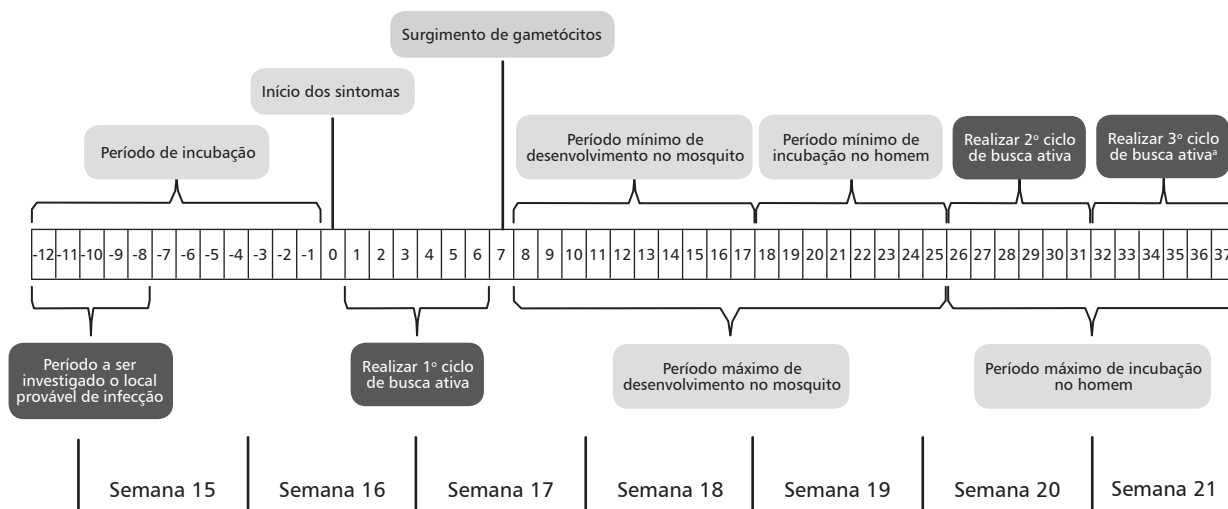 Surgimento de gametócitos
Início dos sintomas
Período de incubação
Período mínimo de
desenvolvimento no mosquito
Período mínimo de
incubação no homem
Realizar 2º ciclo
de busca ativa
Realizar 3º ciclo
de busca ativaª
-12 -11 -10 -9 -8 -7 -6 -5 -4 -3 -2 -1 0 1 2 3 4 5 6 7 8 9 10 11 12 13 14 15 16 17 18 19 20 21 22 23 24 25 26 27 28 29 30 31 32 33 34 35 36 37
Período a ser
investigado o local
provável de infecção
Realizar 1º ciclo
de busca ativa
Período máximo de
desenvolvimento no mosquito
Período máximo de incubação
no homem
Semana 15 Semana 16 Semana 17 Semana 18 Semana 19 Semana 20 Semana 21